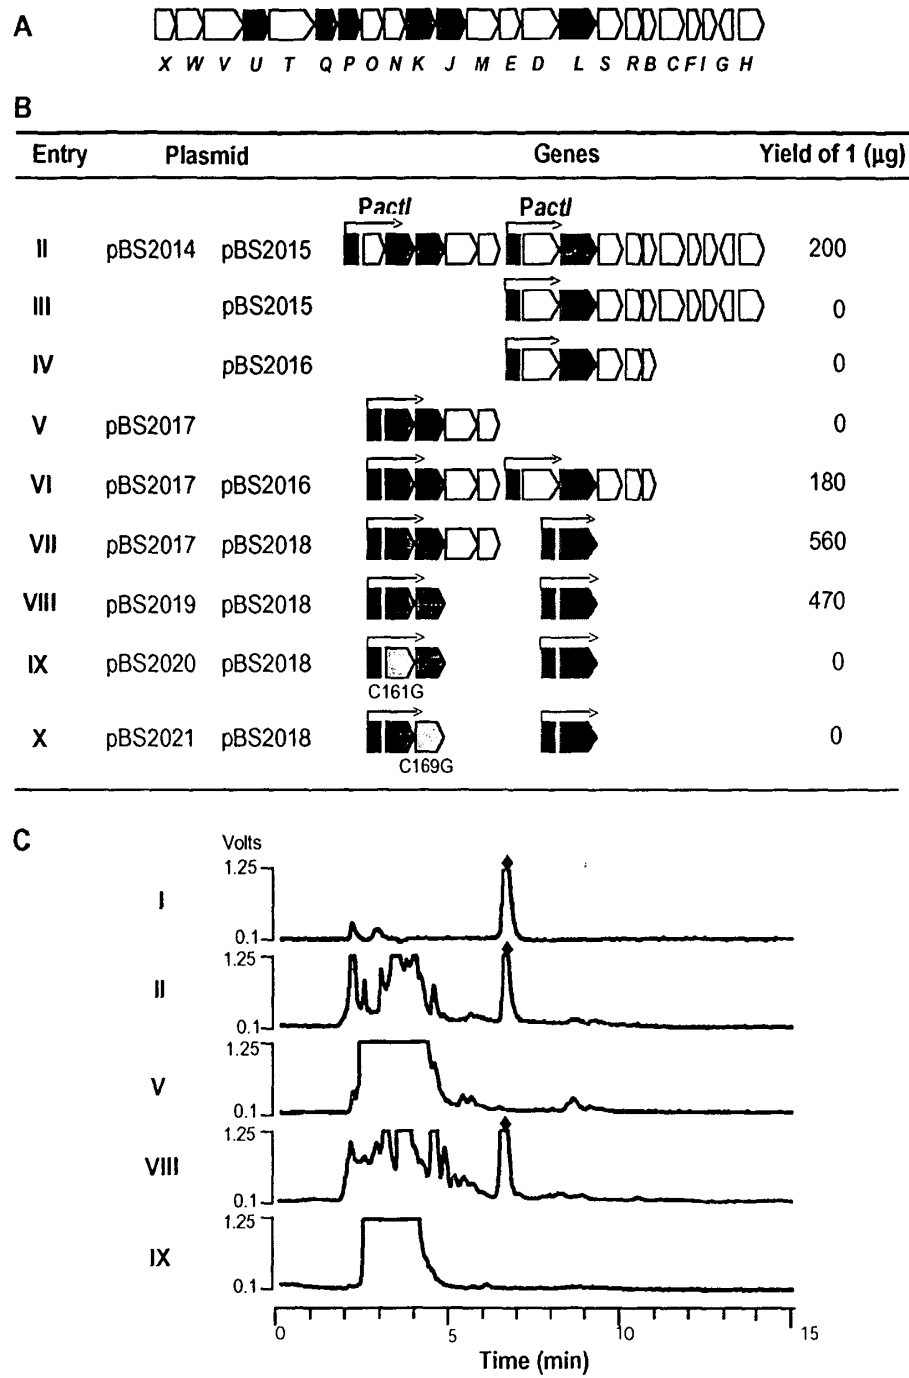 A
X W V U T Q P O N K J M E D L S R B C F I G H
B
Entry Plasmid Genes Yield of 1 (µg)
PactI PactI
II pBS2014 pBS2015 200
III pBS2015 0
IV pBS2016 0
V pBS2017 0
VI pBS2017 pBS2016 180
VII pBS2017 pBS2018 560
VIII pBS2019 pBS2018 470
IX pBS2020 pBS2018 0
C161G
X pBS2021 pBS2018 0
C169G
C
Volts
1.25
I
0.1
1.25
II
0.1
1.25
V
0.1
1.25
VIII
0.1
1.25
IX
0.1
0 5 10 15
Time (min)